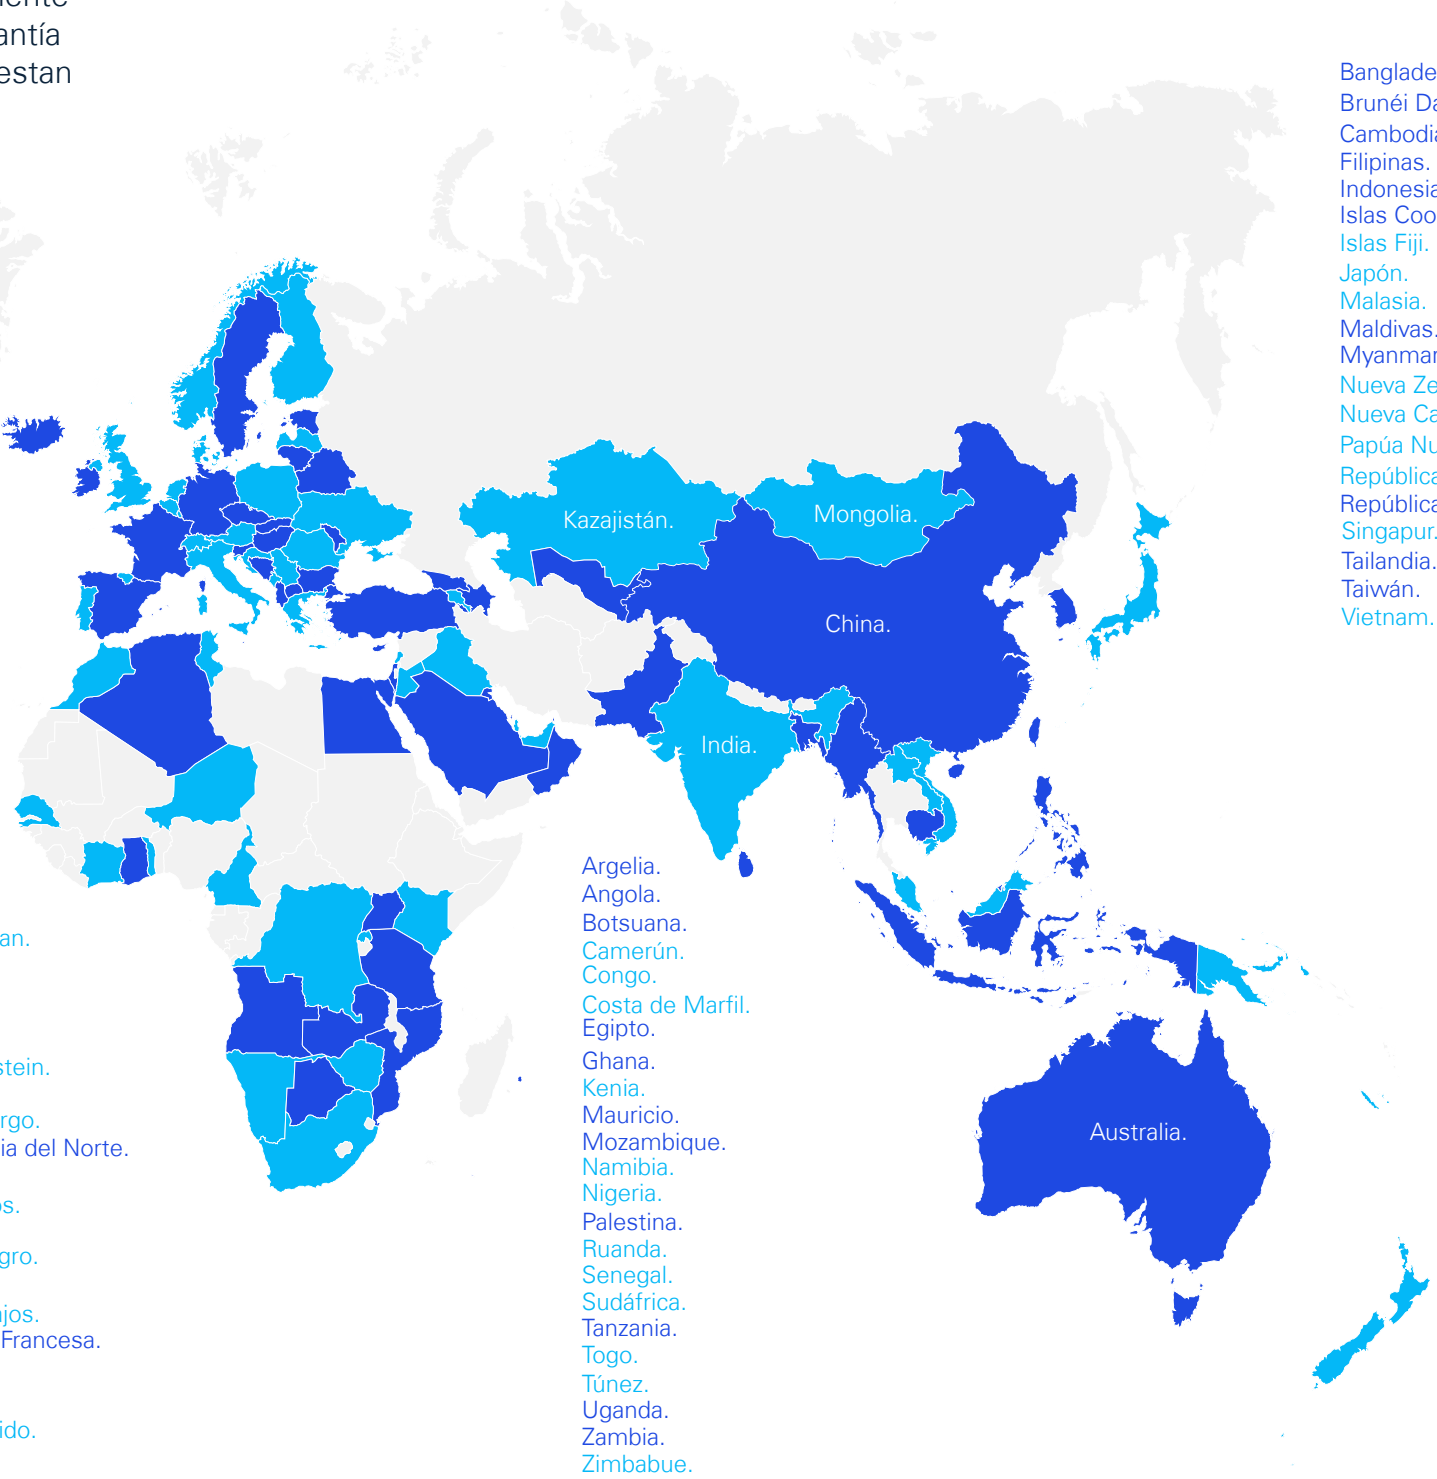 estan
Kazajistán.
Mongolia.
China.
India.
Australia.
Argelia.
Angola.
Botsuana.
Camerún.
Congo.
Costa de Marfil.
Egipto.
Ghana.
Kenia.
Mauricio.
Mozambique.
Namibia.
Nigeria.
Palestina.
Ruanda.
Senegal.
Sudáfrica.
Tanzania.
Togo.
Túnez.
Uganda.
Zambia.
Zimbabue.
an.
stein.
rgo.
ia del Norte.
os.
gro.
jos.
Francesa.
ido.
Banglade
Brunéi Da
Cambodia
Filipinas.
Indonesia
Islas Coo
Islas Fiji.
Japón.
Malasia.
Maldivas.
Myanmar
Nueva Ze
Nueva Ca
Papúa Nu
República
República
Singapur.
Tailandia.
Taiwán.
Vietnam.